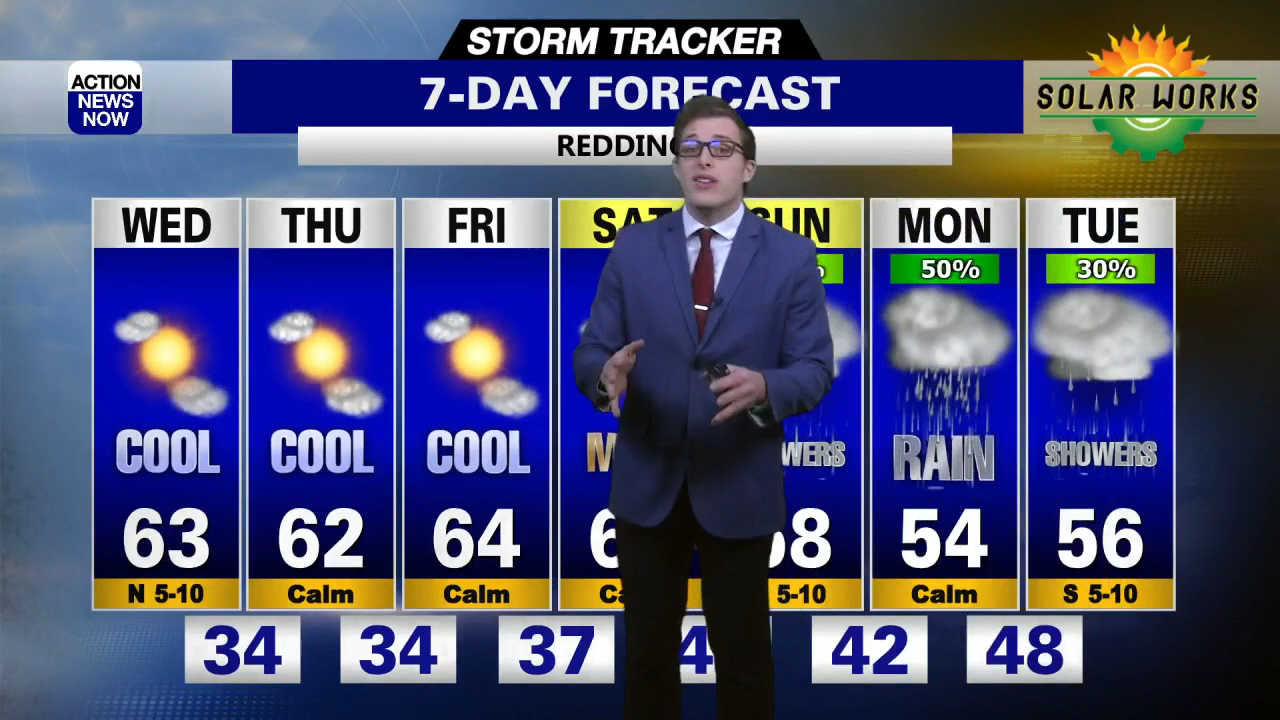 STORM TRACKER
ACTION
NEWS
NOW
7-DAY FORECAST
SOLAR WORKS
WED THU FRI MON TUE
50% 30%
COOL COOL COOL RAIN SHOWERS
63 62 64 54 56
N 5-10 Calm Calm 5-10 Calm S 5-10
34 34 37 42 48